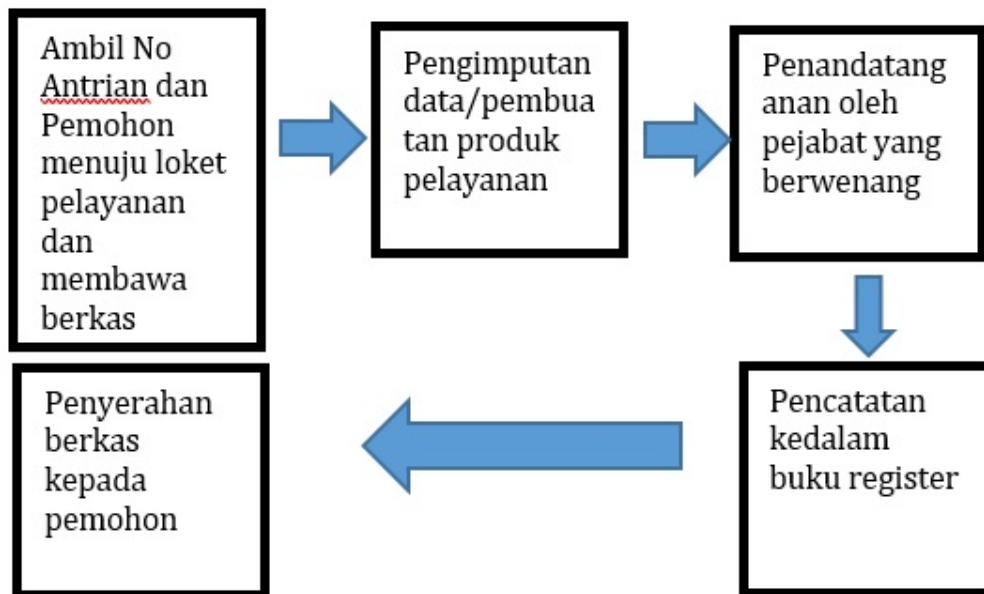 Ambil No
Antrian dan
Pemohon
menuju loket
pelayanan
dan
membawa
berkas
Pengimputan
data/pembua
tan produk
pelayanan
Penandatang
anan oleh
pejabat yang
berwenang
Pencatatan
kedalam
buku register
Penyerahan
berkas
kepada
pemohon